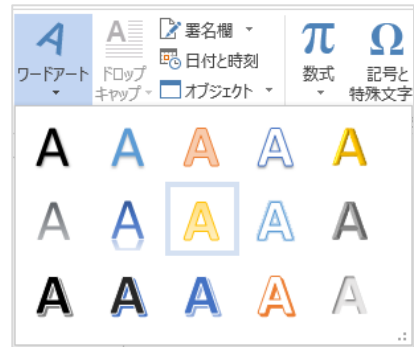 A
ワードアート
A
ドロップ
キャップ
署名欄
日付と時刻
オブジェクト
π
数式
Ω
記号と
特殊文字
A A A A A
A A A A A
A A A A A